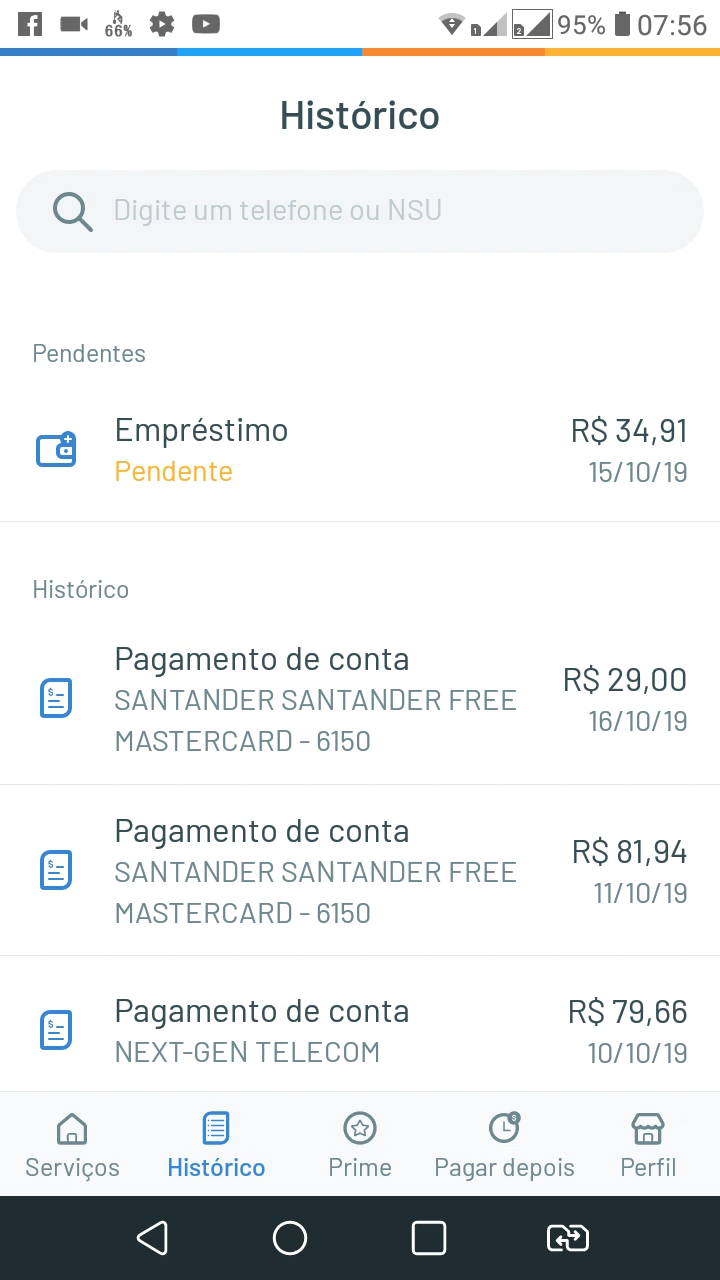 66%
1
2
95%
07:56
Histórico
Digite um telefone ou NSU
Pendentes
Empréstimo
R$ 34,91
Pendente
15/10/19
Histórico
Pagamento de conta
R$ 29,00
SANTANDER SANTANDER FREE
16/10/19
MASTERCARD - 6150
Pagamento de conta
R$ 81,94
SANTANDER SANTANDER FREE
11/10/19
MASTERCARD - 6150
Pagamento de conta
R$ 79,66
NEXT-GEN TELECOM
10/10/19
Serviços
Histórico
Prime
Pagar depois
Perfil